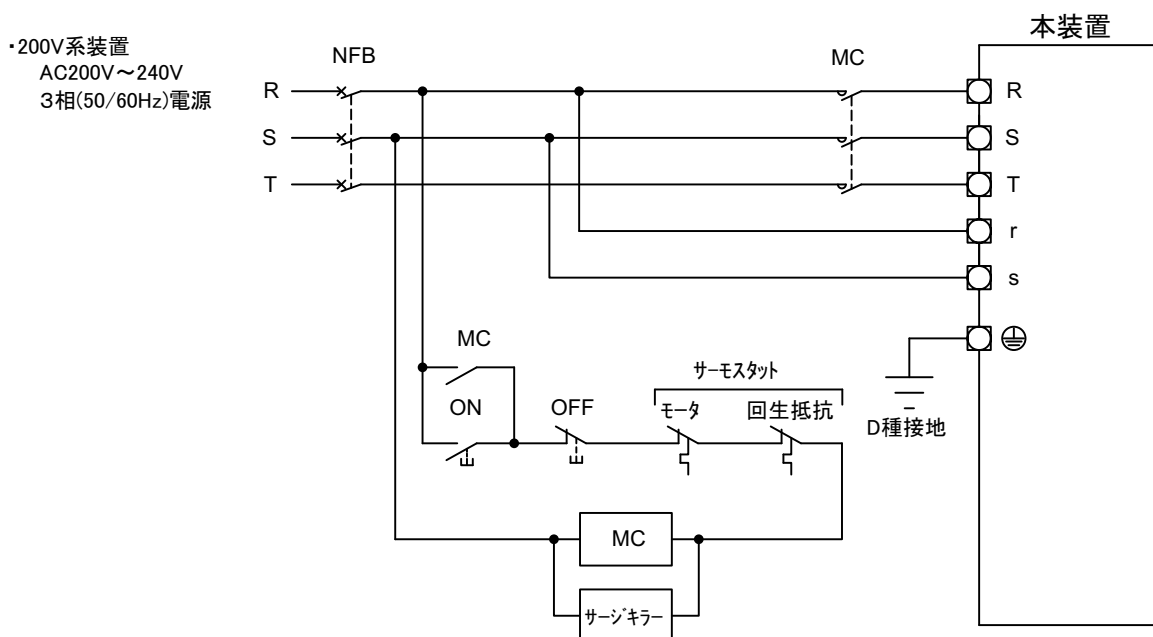 本装置
・200V系装置
AC200V～240V
3相(50/60Hz)電源
NFB
MC
R
R
S
S
T
T
r
s
MC
サーモスタット
ON
OFF
モータ
回生抵抗
D種接地
MC
サージキラー